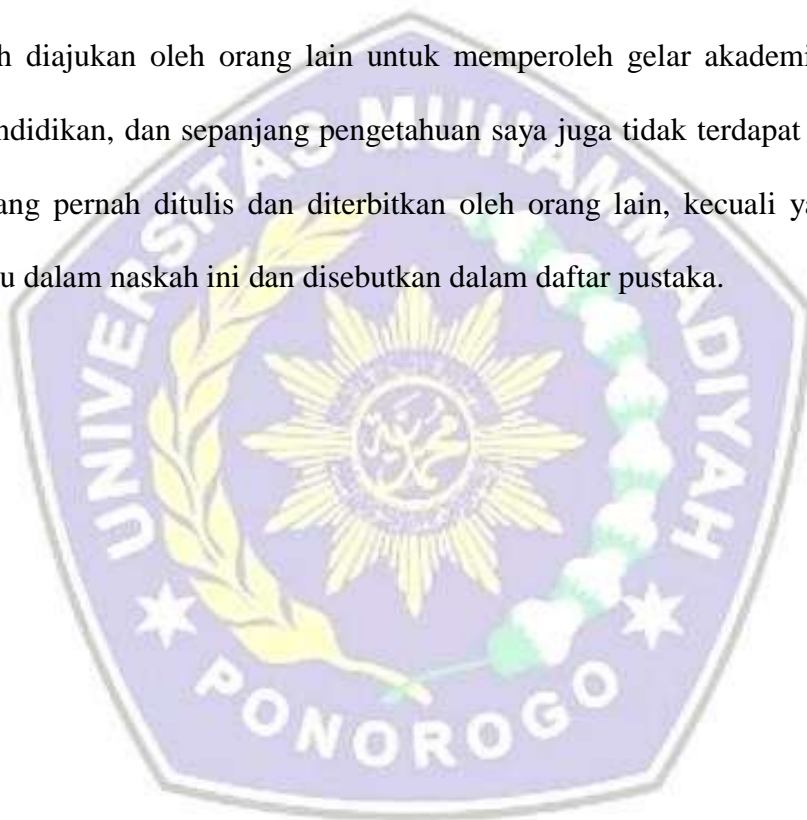 h diajukan oleh orang lain untuk memperoleh gelar akademi
ndidikan, dan sepanjang pengetahuan saya juga tidak terdapat
ang pernah ditulis dan diterbitkan oleh orang lain, kecuali ya
u dalam naskah ini dan disebutkan dalam daftar pustaka.
UNIVERSITAS MUHAMMADIYAH
PONOROGO
محمد